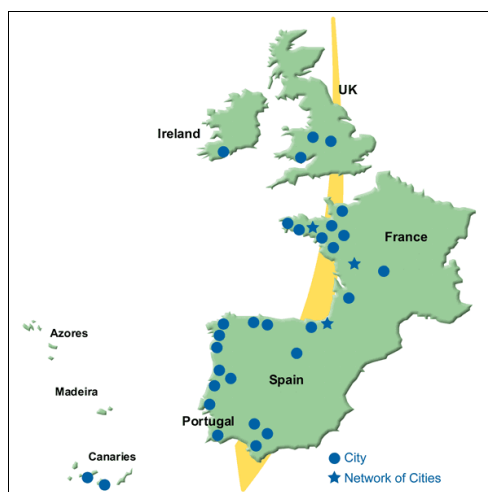 UK
Ireland
France
Azores
Spain
Madeira
Portugal
Canaries
City
Network of Cities